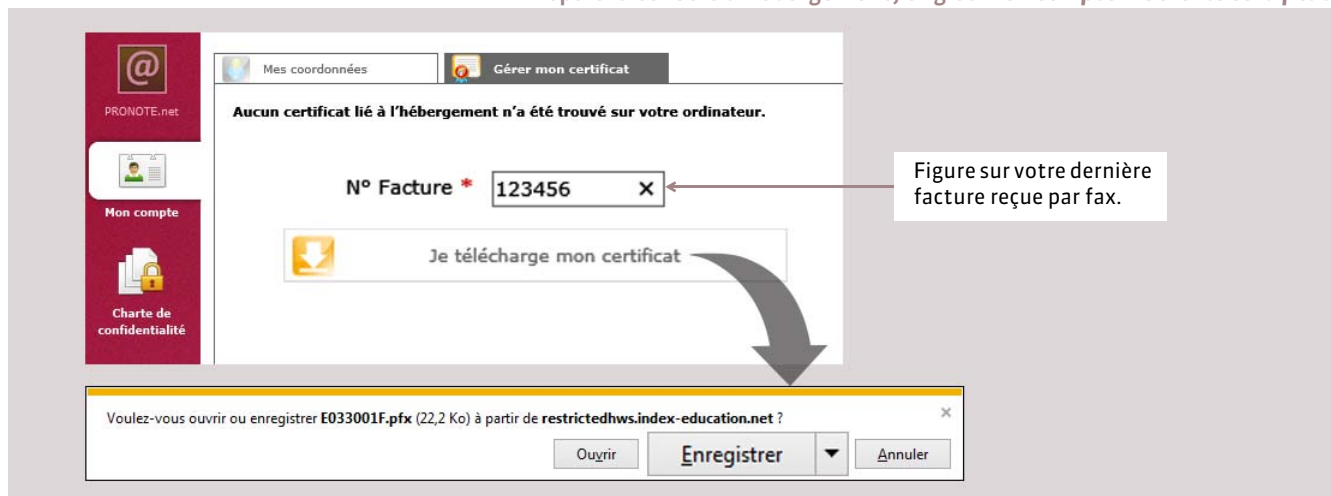 @
PRONOTE.net
Mon compte
Charte de
confidentialité
Mes coordonnées
Gérer mon certificat
Aucun certificat lié à l'hébergement n'a été trouvé sur votre ordinateur.
N° Facture * 123456 ×
Figure sur votre dernière
facture reçue par fax.
Je télécharge mon certificat
Voulez-vous ouvrir ou enregistrer E033001F.pfx (22,2 Ko) à partir de restrictedhws.index-education.net ? ×
Ouvrir
Enregistrer
Annuler